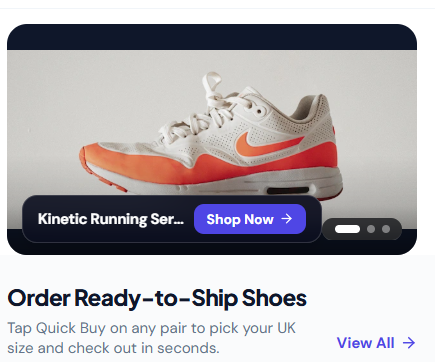 Kinetic Running Ser...
Shop Now →
Order Ready-to-Ship Shoes
Tap Quick Buy on any pair to pick your UK
size and check out in seconds.
View All →